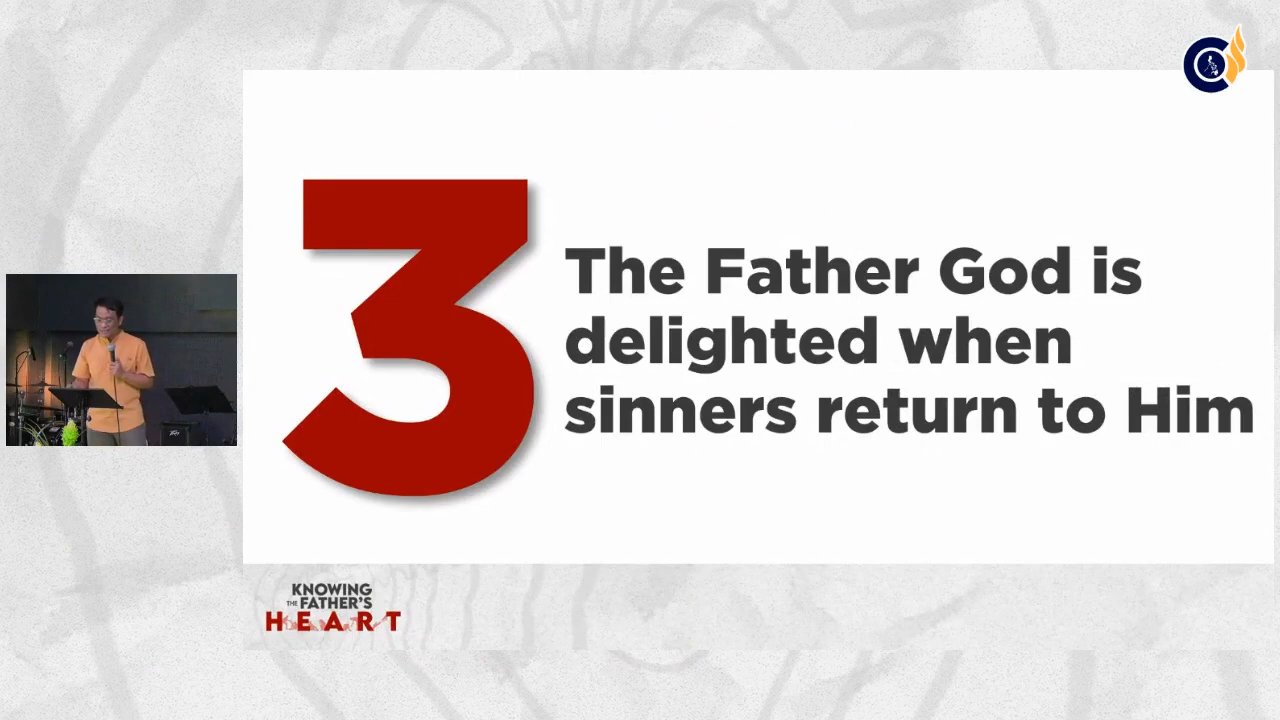 3
The Father God is
delighted when
sinners return to Him
KNOWING
THE FATHER'S
HEART